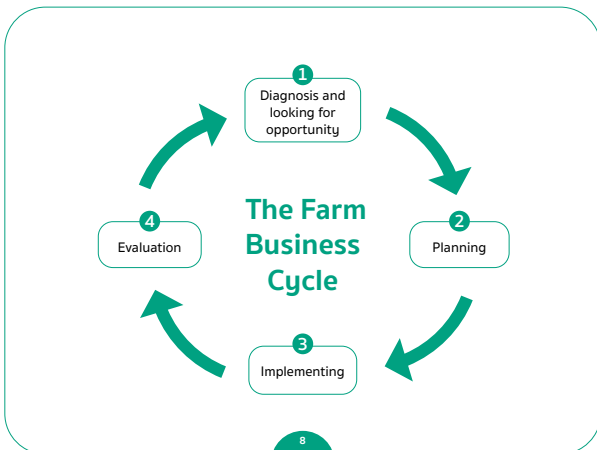 1
Diagnosis and
looking for
opportunity
The Farm
Business
Cycle
2
Planning
3
Implementing
4
Evaluation
8